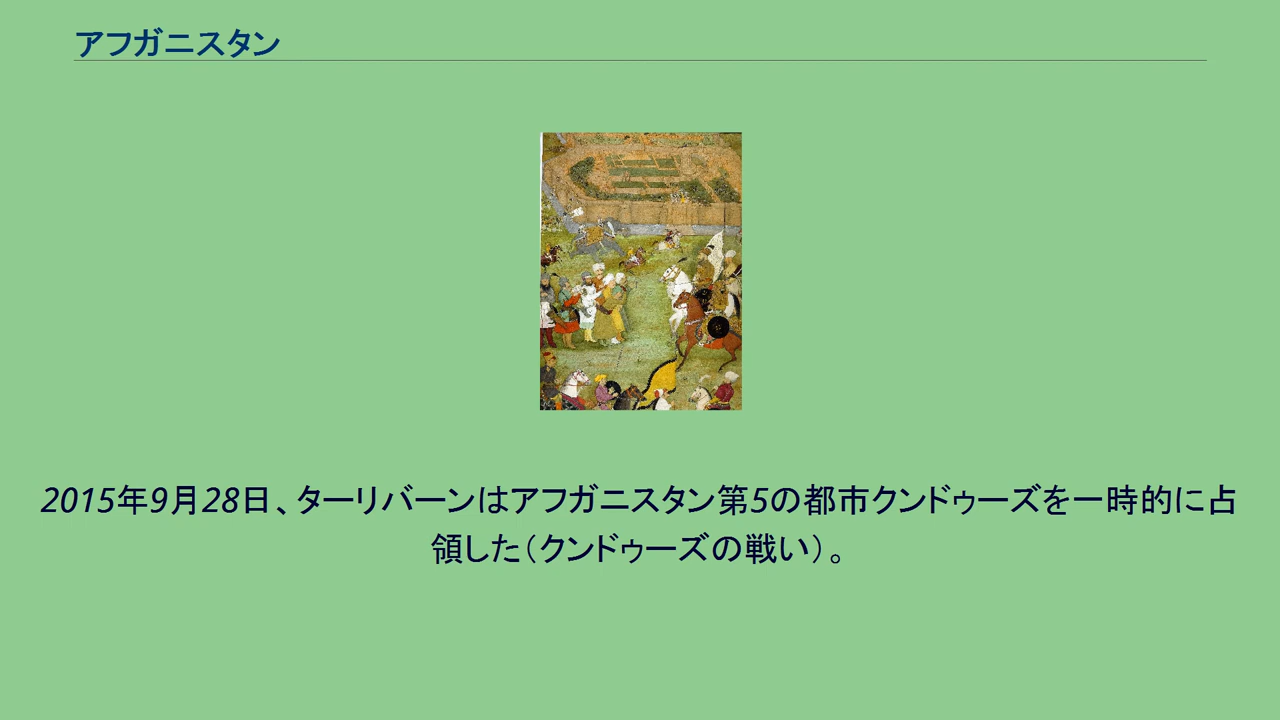 アフガニスタン
2015年9月28日、ターリバーンはアフガニスタン第5の都市クンドゥーズを一時的に占
領した（クンドゥーズの戦い）。